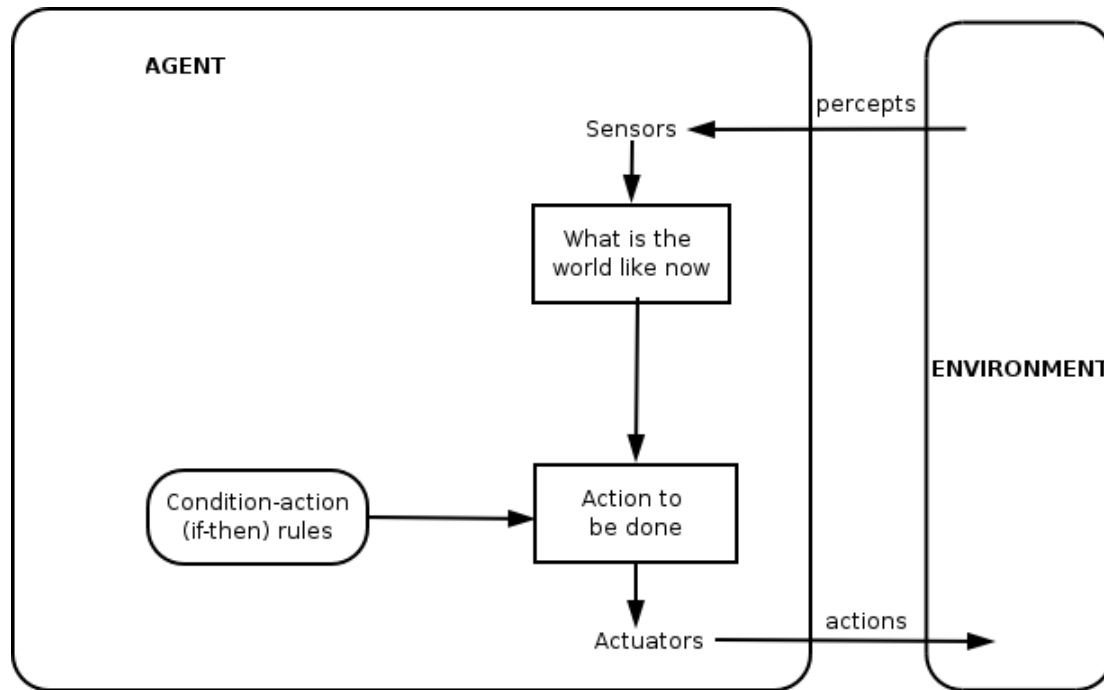 AGENT
percepts
Sensors
What is the
world like now
ENVIRONMENT
Condition-action
(if-then) rules
Action to
be done
Actuators
actions